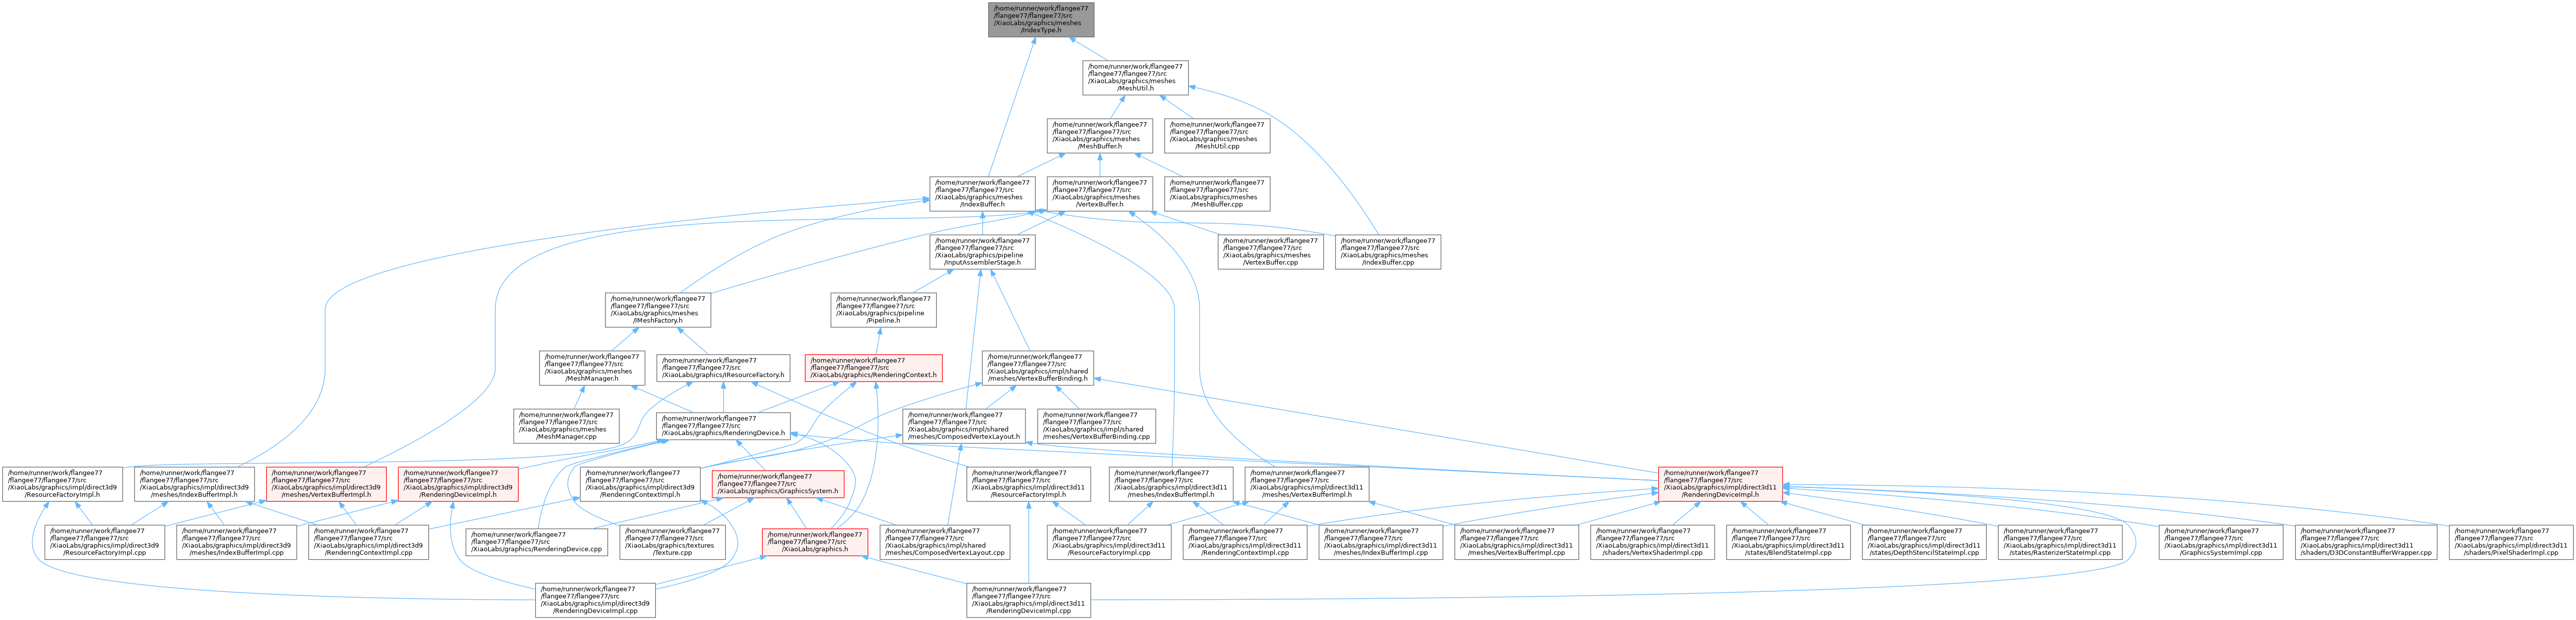 /home/runner/work/flangee77
/flangee77/flangee77/src
/XiaoLabs/graphics/meshes
/IndexType.h
/home/runner/work/flangee77
/flangee77/flangee77/src
/XiaoLabs/graphics/meshes
/MeshUtil.h
/home/runner/work/flangee77
/flangee77/flangee77/src
/XiaoLabs/graphics/meshes
/MeshBuffer.h
/home/runner/work/flangee77
/flangee77/flangee77/src
/XiaoLabs/graphics/meshes
/MeshUtil.cpp
/home/runner/work/flangee77
/flangee77/flangee77/src
/XiaoLabs/graphics/meshes
/IndexBuffer.h
/home/runner/work/flangee77
/flangee77/flangee77/src
/XiaoLabs/graphics/meshes
/VertexBuffer.h
/home/runner/work/flangee77
/flangee77/flangee77/src
/XiaoLabs/graphics/meshes
/MeshBuffer.cpp
/home/runner/work/flangee77
/flangee77/flangee77/src
/XiaoLabs/graphics/pipeline
/InputAssemblerStage.h
/home/runner/work/flangee77
/flangee77/flangee77/src
/XiaoLabs/graphics/meshes
/VertexBuffer.cpp
/home/runner/work/flangee77
/flangee77/flangee77/src
/XiaoLabs/graphics/meshes
/IndexBuffer.cpp
/home/runner/work/flangee77
/flangee77/flangee77/src
/XiaoLabs/graphics/meshes
/IMeshFactory.h
/home/runner/work/flangee77
/flangee77/flangee77/src
/XiaoLabs/graphics/pipeline
/Pipeline.h
/home/runner/work/flangee77
/flangee77/flangee77/src
/XiaoLabs/graphics/meshes
/MeshManager.h
/home/runner/work/flangee77
/flangee77/flangee77/src
/XiaoLabs/graphics/IResourceFactory.h
/home/runner/work/flangee77
/flangee77/flangee77/src
/XiaoLabs/graphics/RenderingContext.h
/home/runner/work/flangee77
/flangee77/flangee77/src
/XiaoLabs/graphics/impl/shared
/meshes/VertexBufferBinding.h
/home/runner/work/flangee77
/flangee77/flangee77/src
/XiaoLabs/graphics/meshes
/MeshManager.cpp
/home/runner/work/flangee77
/flangee77/flangee77/src
/XiaoLabs/graphics/RenderingDevice.h
/home/runner/work/flangee77
/flangee77/flangee77/src
/XiaoLabs/graphics/impl/shared
/meshes/ComposedVertexLayout.h
/home/runner/work/flangee77
/flangee77/flangee77/src
/XiaoLabs/graphics/impl/shared
/meshes/VertexBufferBinding.cpp
/home/runner/work/flangee77
/flangee77/flangee77/src
/XiaoLabs/graphics/impl/direct3d9
/ResourceFactoryImpl.h
/home/runner/work/flangee77
/flangee77/flangee77/src
/XiaoLabs/graphics/impl/direct3d9
/meshes/IndexBufferImpl.h
/home/runner/work/flangee77
/flangee77/flangee77/src
/XiaoLabs/graphics/impl/direct3d9
/meshes/VertexBufferImpl.h
/home/runner/work/flangee77
/flangee77/flangee77/src
/XiaoLabs/graphics/impl/direct3d9
/RenderingDeviceImpl.h
/home/runner/work/flangee77
/flangee77/flangee77/src
/XiaoLabs/graphics/impl/direct3d9
/RenderingContextImpl.h
/home/runner/work/flangee77
/flangee77/flangee77/src
/XiaoLabs/graphics/GraphicsSystem.h
/home/runner/work/flangee77
/flangee77/flangee77/src
/XiaoLabs/graphics/impl/direct3d11
/ResourceFactoryImpl.h
/home/runner/work/flangee77
/flangee77/flangee77/src
/XiaoLabs/graphics/impl/direct3d11
/meshes/IndexBufferImpl.h
/home/runner/work/flangee77
/flangee77/flangee77/src
/XiaoLabs/graphics/impl/direct3d11
/meshes/VertexBufferImpl.h
/home/runner/work/flangee77
/flangee77/flangee77/src
/XiaoLabs/graphics/impl/direct3d11
/RenderingDeviceImpl.h
/home/runner/work/flangee77
/flangee77/flangee77/src
/XiaoLabs/graphics/impl/direct3d9
/ResourceFactoryImpl.cpp
/home/runner/work/flangee77
/flangee77/flangee77/src
/XiaoLabs/graphics/impl/direct3d9
/meshes/IndexBufferImpl.cpp
/home/runner/work/flangee77
/flangee77/flangee77/src
/XiaoLabs/graphics/impl/direct3d9
/RenderingContextImpl.cpp
/home/runner/work/flangee77
/flangee77/flangee77/src
/XiaoLabs/graphics/RenderingDevice.cpp
/home/runner/work/flangee77
/flangee77/flangee77/src
/XiaoLabs/graphics/textures
/Texture.cpp
/home/runner/work/flangee77
/flangee77/flangee77/src
/XiaoLabs/graphics.h
/home/runner/work/flangee77
/flangee77/flangee77/src
/XiaoLabs/graphics/impl/shared
/meshes/ComposedVertexLayout.cpp
/home/runner/work/flangee77
/flangee77/flangee77/src
/XiaoLabs/graphics/impl/direct3d11
/ResourceFactoryImpl.cpp
/home/runner/work/flangee77
/flangee77/flangee77/src
/XiaoLabs/graphics/impl/direct3d11
/RenderingContextImpl.cpp
/home/runner/work/flangee77
/flangee77/flangee77/src
/XiaoLabs/graphics/impl/direct3d11
/meshes/IndexBufferImpl.cpp
/home/runner/work/flangee77
/flangee77/flangee77/src
/XiaoLabs/graphics/impl/direct3d11
/meshes/VertexBufferImpl.cpp
/home/runner/work/flangee77
/flangee77/flangee77/src
/XiaoLabs/graphics/impl/direct3d11
/shaders/VertexShaderImpl.cpp
/home/runner/work/flangee77
/flangee77/flangee77/src
/XiaoLabs/graphics/impl/direct3d11
/states/BlendStateImpl.cpp
/home/runner/work/flangee77
/flangee77/flangee77/src
/XiaoLabs/graphics/impl/direct3d11
/states/DepthStencilStateImpl.cpp
/home/runner/work/flangee77
/flangee77/flangee77/src
/XiaoLabs/graphics/impl/direct3d11
/states/RasterizerStateImpl.cpp
/home/runner/work/flangee77
/flangee77/flangee77/src
/XiaoLabs/graphics/impl/direct3d11
/GraphicsSystemImpl.cpp
/home/runner/work/flangee77
/flangee77/flangee77/src
/XiaoLabs/graphics/impl/direct3d11
/shaders/D3DConstantBufferWrapper.cpp
/home/runner/work/flangee77
/flangee77/flangee77/src
/XiaoLabs/graphics/impl/direct3d11
/shaders/PixelShaderImpl.cpp
/home/runner/work/flangee77
/flangee77/flangee77/src
/XiaoLabs/graphics/impl/direct3d9
/RenderingDeviceImpl.cpp
/home/runner/work/flangee77
/flangee77/flangee77/src
/XiaoLabs/graphics/impl/direct3d11
/RenderingDeviceImpl.cpp